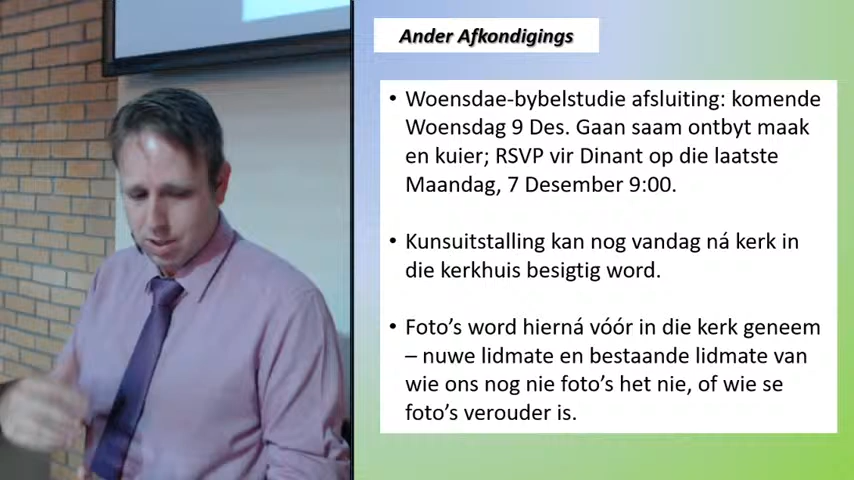 Ander Afkondigings
• Woensdae-bybelstudie afsluiting: komende
Woensdag 9 Des. Gaan saam ontbyt maak
en kuier; RSVP vir Dinant op die laatste
Maandag, 7 Desember 9:00.
• Kunsuitstalling kan nog vandag ná kerk in
die kerkhuis besigtig word.
• Foto's word hierná vóór in die kerk geneem
– nuwe lidmate en bestaande lidmate van
wie ons nog nie foto's het nie, of wie se
foto's verouder is.